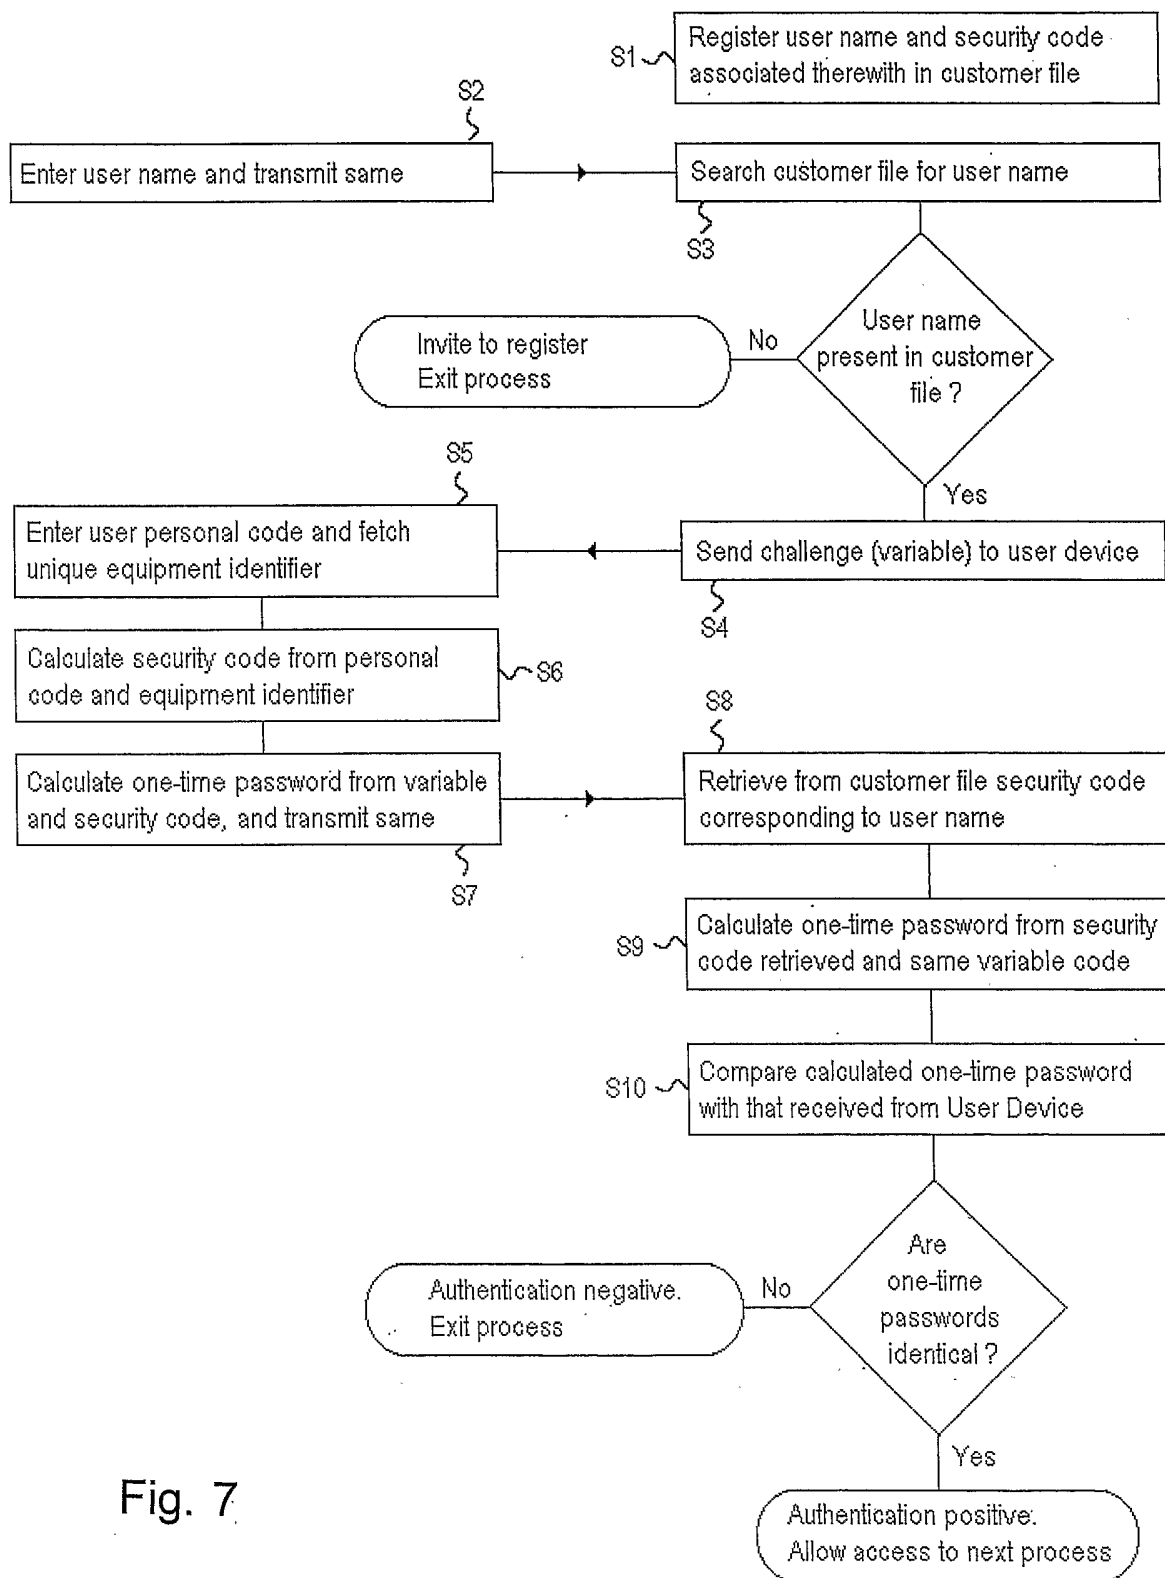 S1
Register user name and security code
associated therewith in customer file
S2
Enter user name and transmit same
Search customer file for user name
S3
User name
present in customer
file ?
No
Invite to register
Exit process
Yes
S5
Enter user personal code and fetch
unique equipment identifier
Send challenge (variable) to user device
S4
Calculate security code from personal
code and equipment identifier
S6
S8
Calculate one-time password from variable
and security code, and transmit same
S7
Retrieve from customer file security code
corresponding to user name
S9
Calculate one-time password from security
code retrieved and same variable code
S10
Compare calculated one-time password
with that received from User Device
Are
one-time
passwords
identical ?
No
Authentication negative.
Exit process
Yes
Authentication positive.
Allow access to next process
Fig. 7